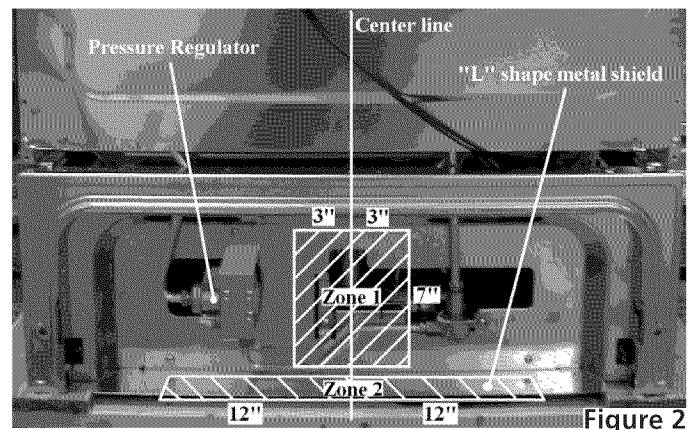 Center line
Pressure Regulator
"L" shape metal shield
3" 3"
Zone 1
7"
Zone 2
12" 12"
Figure 2